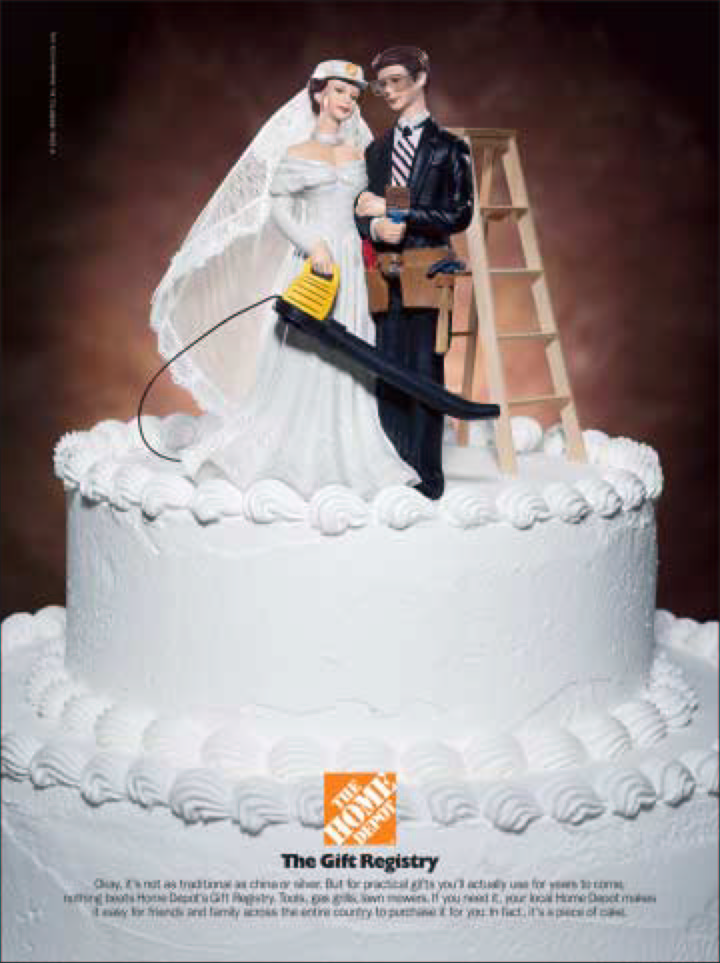 THE
HOME
DEPOT
The Gift Registry
Okay, it's not as traditional as china or silver. But for practical gifts you'll actually use for years to come,
nothing beats Home Depot's Gift Registry. Tools, gas grills, lawn mowers. If you need it, your local Home Depot makes
it easy for friends and family across the entire country to purchase it for you. In fact, it's a piece of cake.